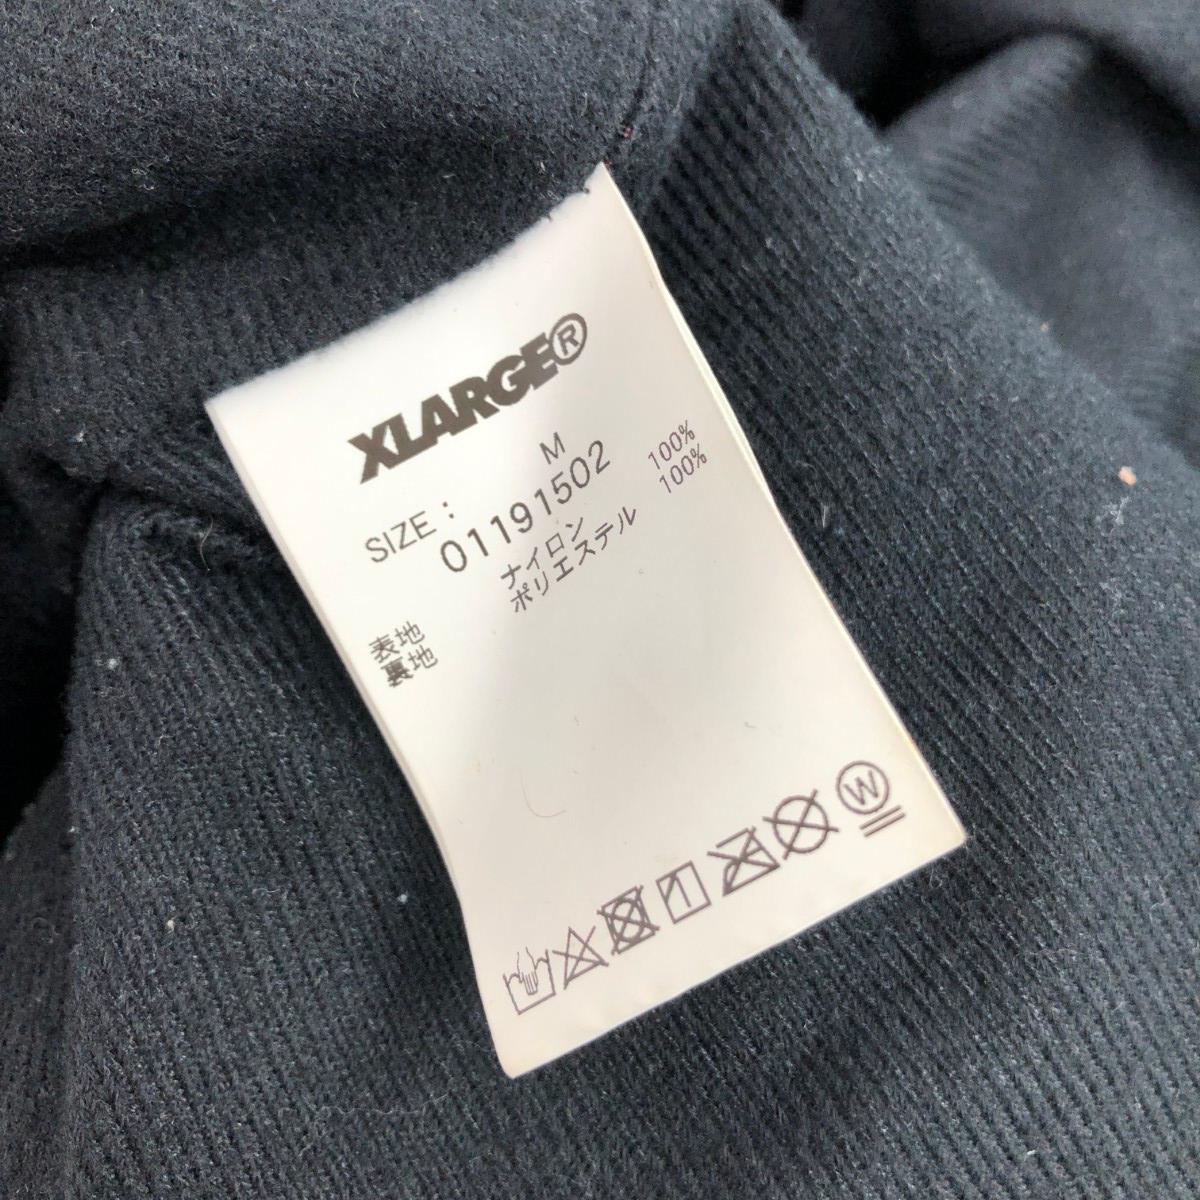 XLARGE®
SIZE : M
01191502
表地 ナイロン 100%
裏地 ポリエステル 100%
W